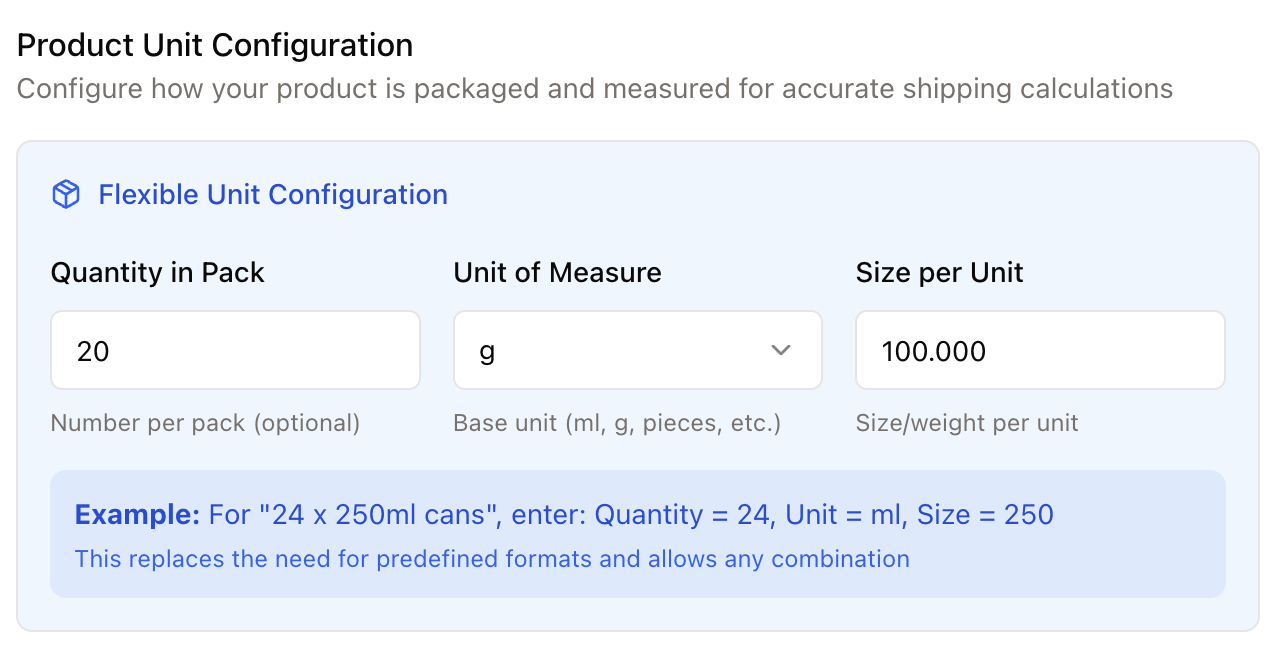 Product Unit Configuration
Configure how your product is packaged and measured for accurate shipping calculations
Flexible Unit Configuration
Quantity in Pack
20
Number per pack (optional)
Unit of Measure
g
Base unit (ml, g, pieces, etc.)
Size per Unit
100.000
Size/weight per unit
Example: For "24 x 250ml cans", enter: Quantity = 24, Unit = ml, Size = 250
This replaces the need for predefined formats and allows any combination